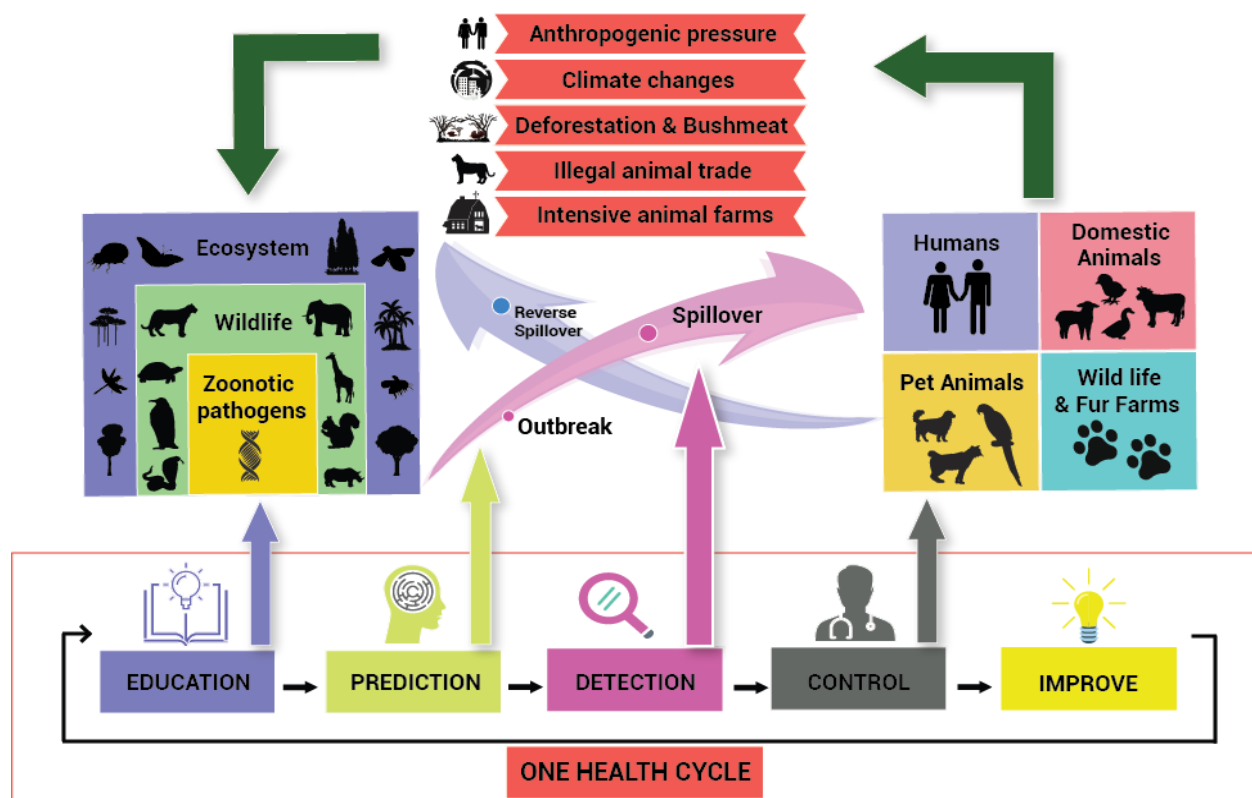 Anthropogenic pressure
Climate changes
Deforestation & Bushmeat
Illegal animal trade
Intensive animal farms
Ecosystem
Wildlife
Zoonotic
pathogens
Reverse
Spillover
Spillover
Outbreak
Humans
Domestic
Animals
Pet Animals
Wild life
& Fur Farms
EDUCATION
PREDICTION
DETECTION
CONTROL
IMPROVE
ONE HEALTH CYCLE